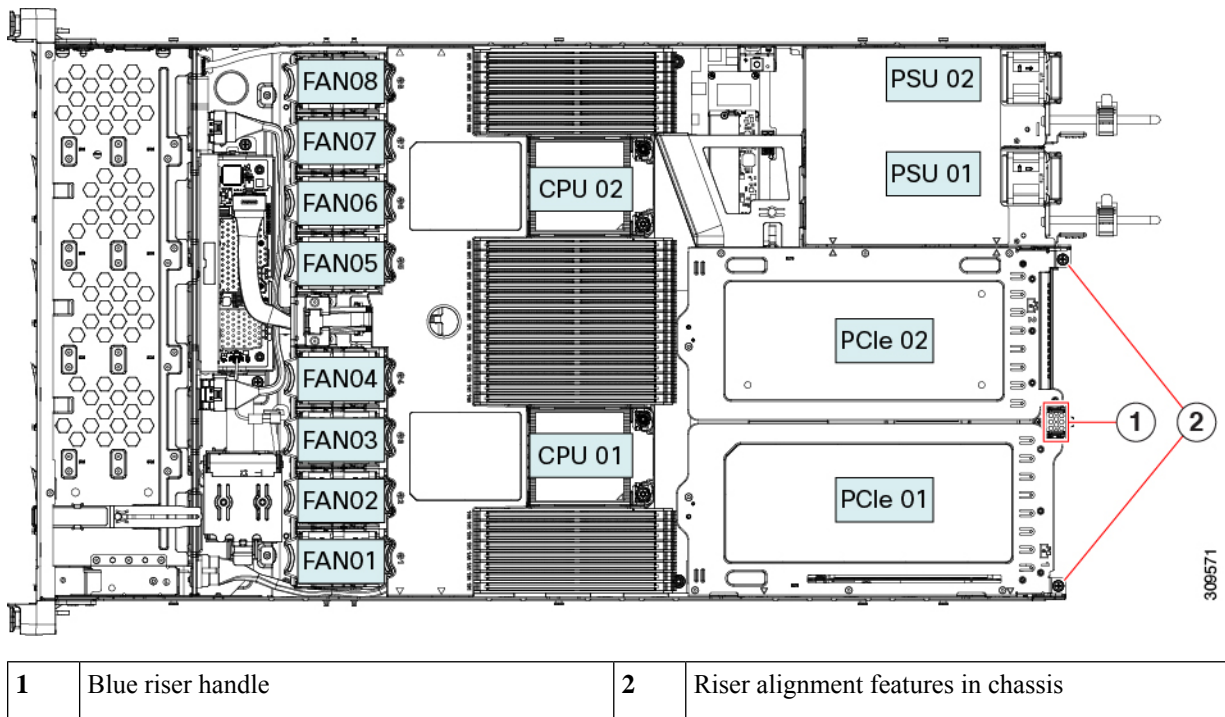 FAN08
PSU 02
FAN07
PSU 01
CPU 02
FAN06
FAN05
PCIe 02
FAN04
1
2
FAN03
CPU 01
FAN02
PCIe 01
FAN01
309571
1 Blue riser handle 2 Riser alignment features in chassis